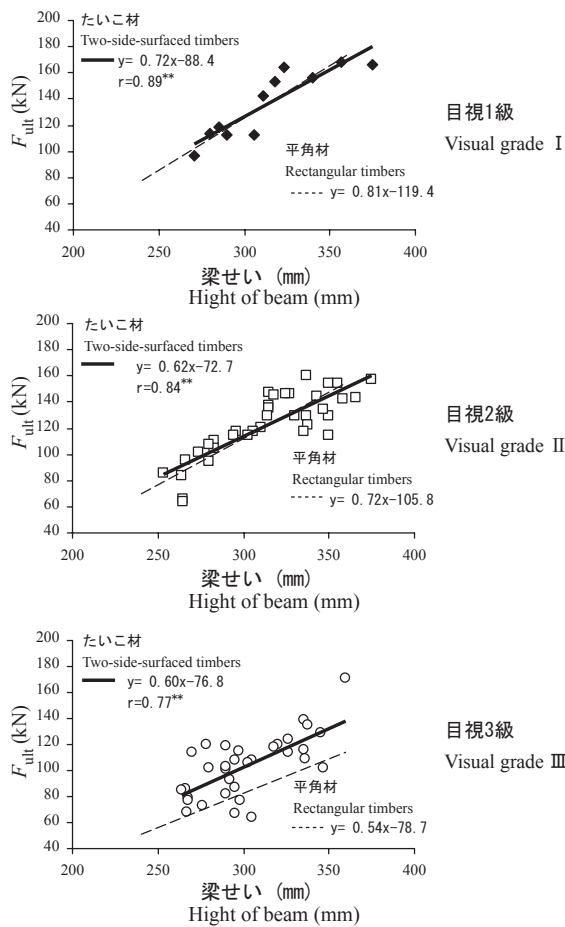 200
180
160
140
120
100
80
60
40
F_ult (kN)
たいこ材
Two-side-surfaced timbers
y= 0.72x-88.4
r=0.89**
平角材
Rectangular timbers
y= 0.81x-119.4
200 250 300 350 400
梁せい (mm)
Hight of beam (mm)
目視1級
Visual grade Ⅰ
200
180
160
140
120
100
80
60
40
F_ult (kN)
たいこ材
Two-side-surfaced timbers
y= 0.62x-72.7
r=0.84**
平角材
Rectangular timbers
y= 0.72x-105.8
200 250 300 350 400
梁せい (mm)
Hight of beam (mm)
目視2級
Visual grade Ⅱ
200
180
160
140
120
100
80
60
40
F_ult (kN)
たいこ材
Two-side-surfaced timbers
y= 0.60x-76.8
r=0.77**
平角材
Rectangular timbers
y= 0.54x-78.7
200 250 300 350 400
梁せい (mm)
Hight of beam (mm)
目視3級
Visual grade Ⅲ